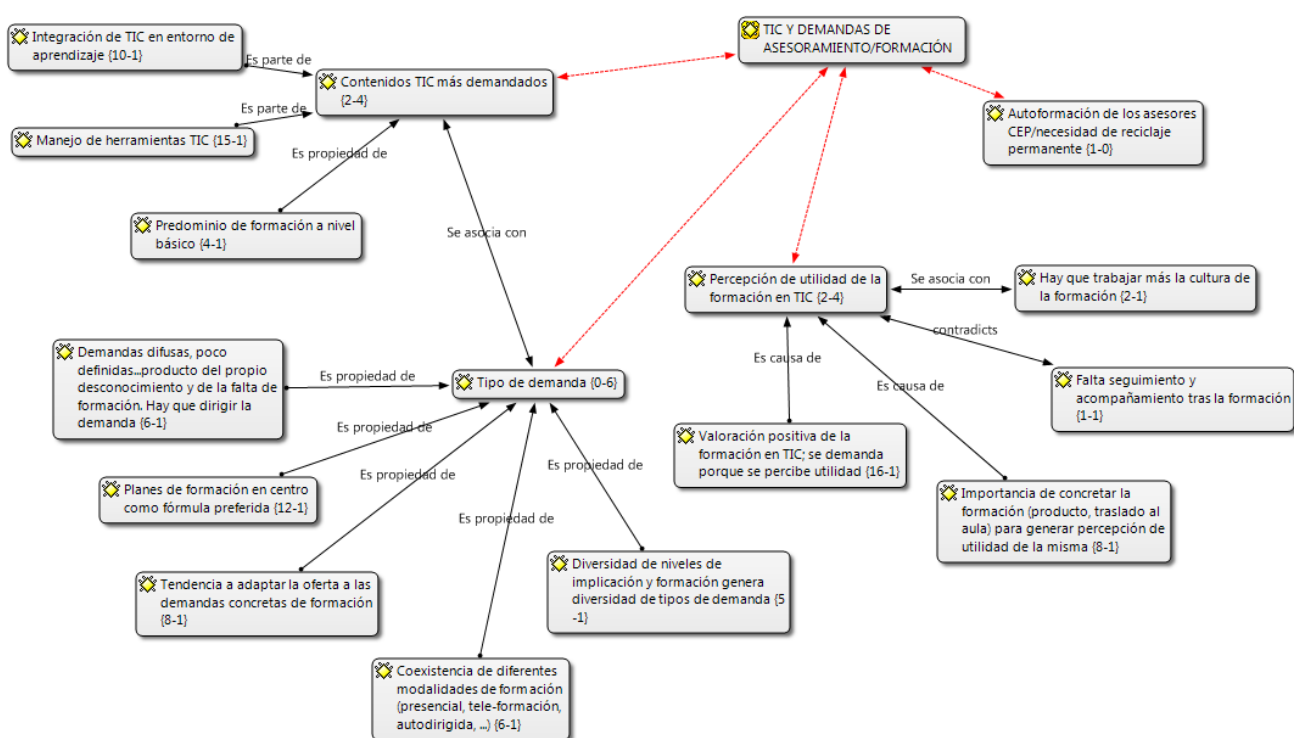 Integración de TIC en entorno de
aprendizaje {10-1}
TIC Y DEMANDAS DE
ASESORAMIENTO/FORMACIÓN
Es parte de
Contenidos TIC más demandados
{2-4}
Es parte de
Manejo de herramientas TIC {15-1}
Autoformación de los asesores
CEP/necesidad de reciclaje
permanente {1-0}
Es propiedad de
Predominio de formación a nivel
básico {4-1}
Se asocia con
Percepción de utilidad de la
formación en TIC {2-4}
Se asocia con
Hay que trabajar más la cultura de
la formación {2-1}
contradicts
Demandas difusas, poco
definidas...producto del propio
desconocimiento y de la falta de
formación. Hay que dirigir la
demanda {6-1}
Es propiedad de
Tipo de demanda {0-6}
Es causa de
Es causa de
Falta seguimiento y
acompañamiento tras la formación
{1-1}
Es propiedad de
Valoración positiva de la
formación en TIC; se demanda
porque se percibe utilidad {16-1}
Es propiedad de
Es propiedad de
Planes de formación en centro
como fórmula preferida {12-1}
Es propiedad de
Importancia de concretar la
formación (producto, traslado al
aula) para generar percepción de
utilidad de la misma {8-1}
Tendencia a adaptar la oferta a las
demandas concretas de formación
{8-1}
Diversidad de niveles de
implicación y formación genera
diversidad de tipos de demanda {5
-1}
Coexistencia de diferentes
modalidades de formación
(presencial, tele-formación,
autodirigida, ...) {6-1}